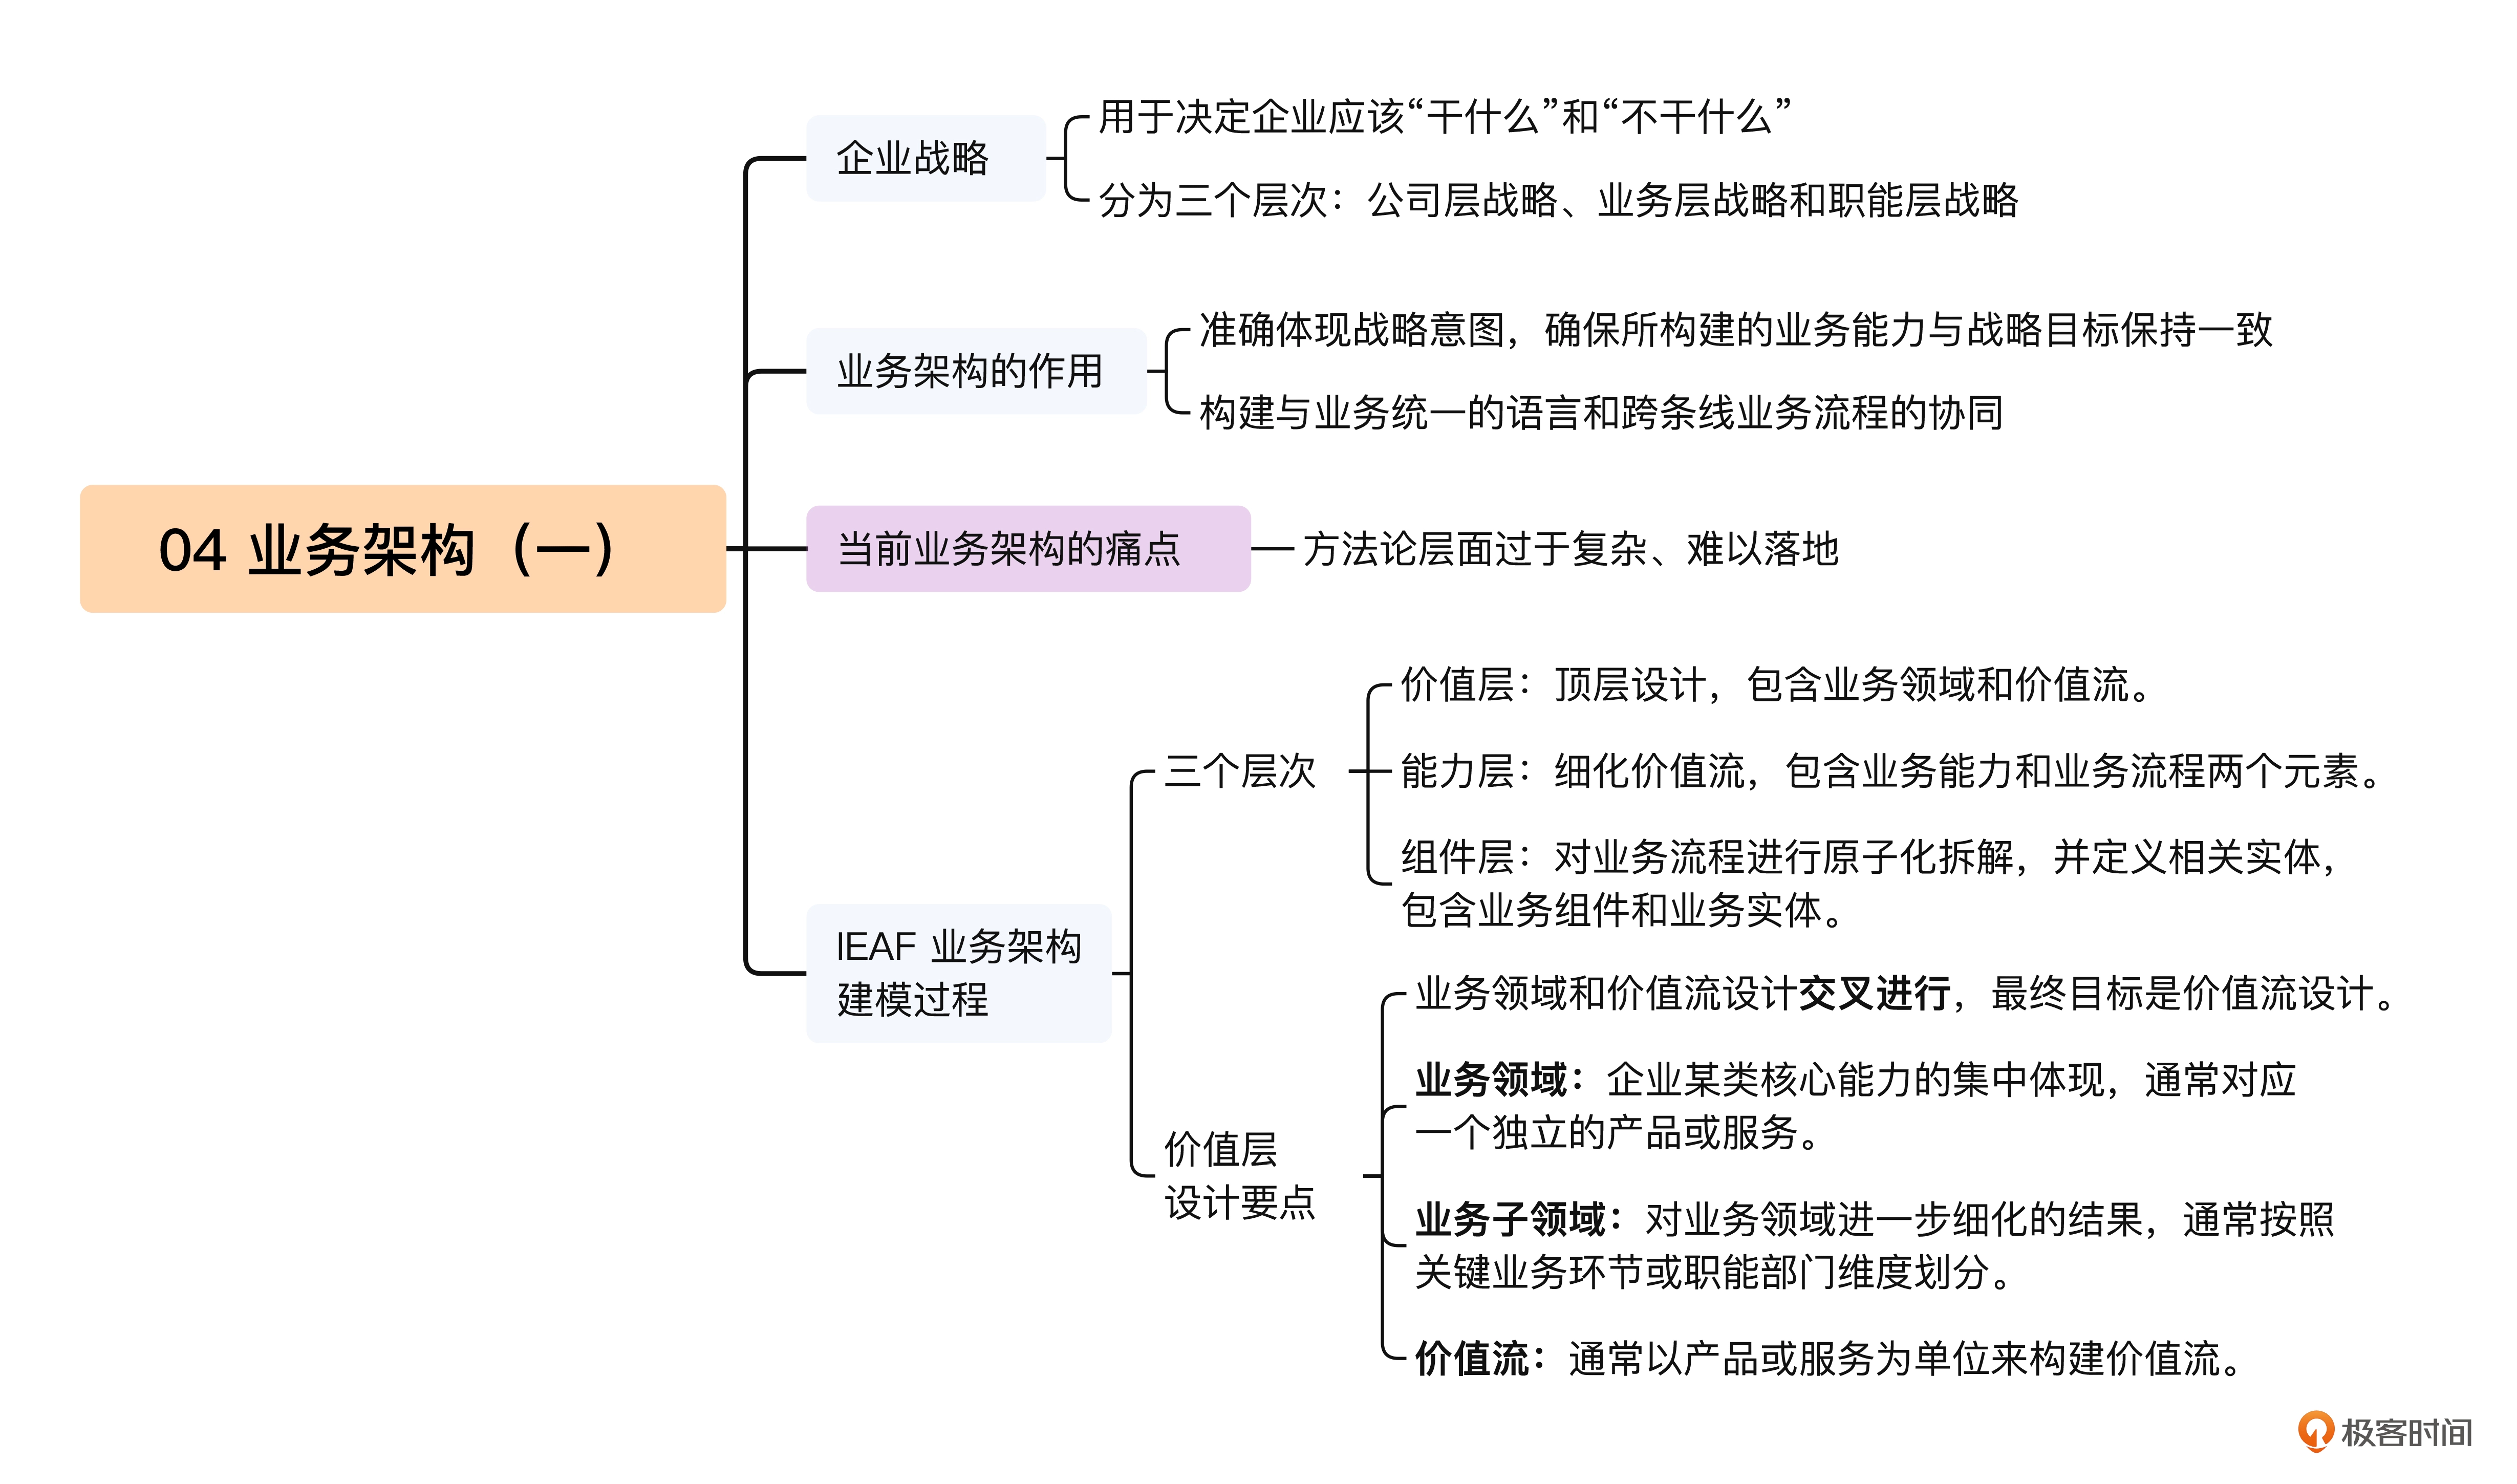 用于决定企业应该“干什么”和“不干什么”
企业战略
分为三个层次：公司层战略、业务层战略和职能层战略
准确体现战略意图，确保所构建的业务能力与战略目标保持一致
业务架构的作用
构建与业务统一的语言和跨条线业务流程的协同
04 业务架构（一）
当前业务架构的痛点
方法论层面过于复杂、难以落地
价值层：顶层设计，包含业务领域和价值流。
三个层次
能力层：细化价值流，包含业务能力和业务流程两个元素。
组件层：对业务流程进行原子化拆解，并定义相关实体，
包含业务组件和业务实体。
IEAF 业务架构
建模过程
业务领域和价值流设计交叉进行，最终目标是价值流设计。
业务领域：企业某类核心能力的集中体现，通常对应
一个独立的产品或服务。
价值层
设计要点
业务子领域：对业务领域进一步细化的结果，通常按照
关键业务环节或职能部门维度划分。
价值流：通常以产品或服务为单位来构建价值流。
极客时间